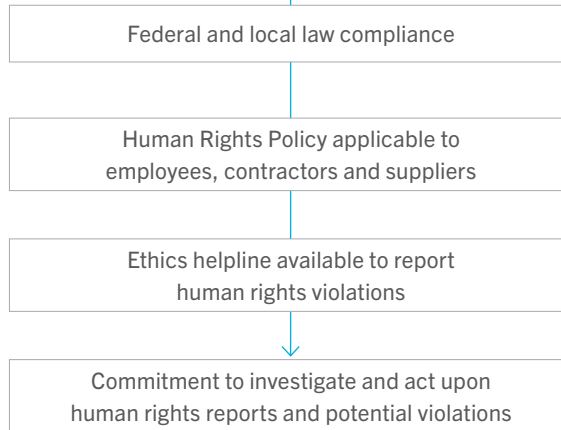 Federal and local law compliance
Human Rights Policy applicable to
employees, contractors and suppliers
Ethics helpline available to report
human rights violations
Commitment to investigate and act upon
human rights reports and potential violations